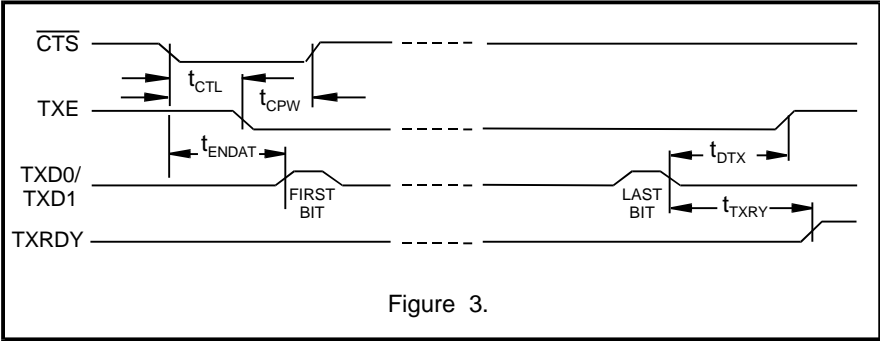 CTS
tCTL
tCPW
TXE
tENDAT
tDTX
TXD0/
TXD1
FIRST
BIT
LAST
BIT
tTXRY
TXRDY
Figure 3.